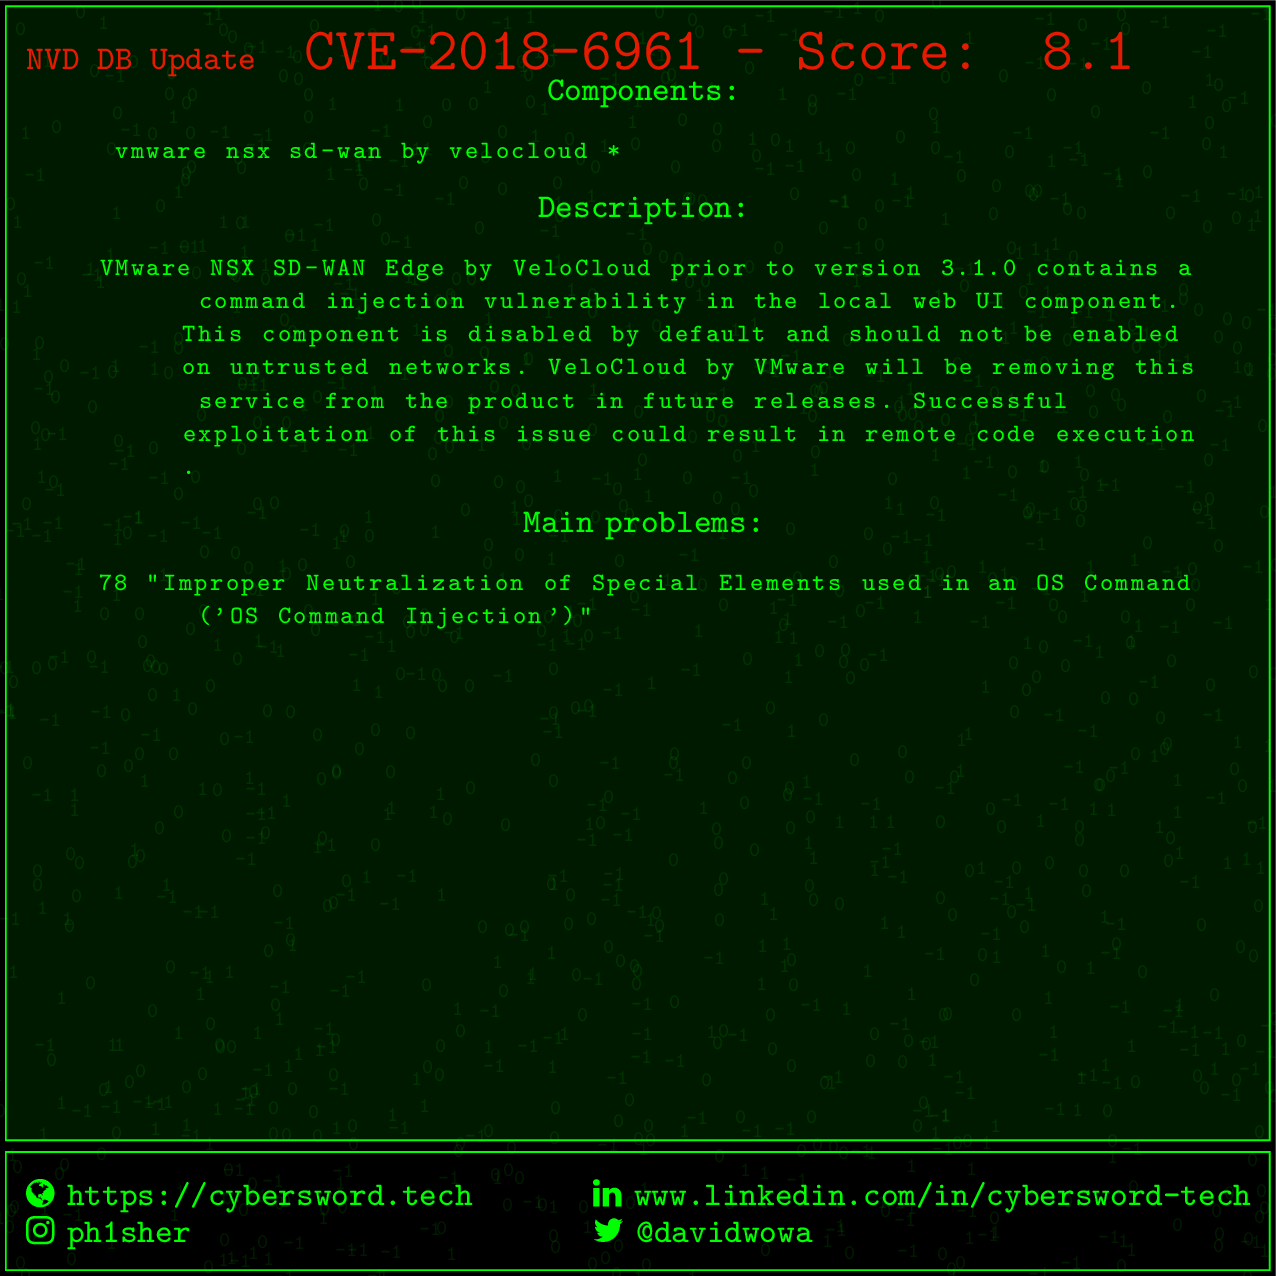 NVD DB Update CVE-2018-6961 - Score: 8.1
Components:
vmware nsx sd-wan by velocloud *
Description:
VMware NSX SD-WAN Edge by VeloCloud prior to version 3.1.0 contains a
command injection vulnerability in the local web UI component.
This component is disabled by default and should not be enabled
on untrusted networks. VeloCloud by VMware will be removing this
service from the product in future releases. Successful
exploitation of this issue could result in remote code execution
.
Main problems:
78 "Improper Neutralization of Special Elements used in an OS Command
('OS Command Injection')"
https://cybersword.tech
www.linkedin.com/in/cybersword-tech
ph1sher
@davidwowa